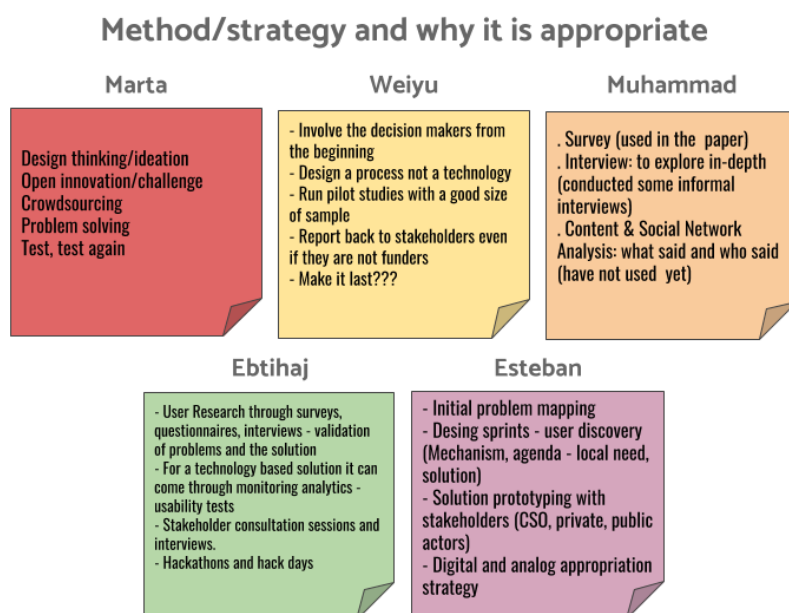 Method/strategy and why it is appropriate
Marta
Design thinking/ideation
Open innovation/challenge
Crowdsourcing
Problem solving
Test, test again
Weiyu
- Involve the decision makers from
the beginning
- Design a process not a technology
- Run pilot studies with a good size
of sample
- Report back to stakeholders even
if they are not funders
- Make it last???
Muhammad
. Survey (used in the  paper)
. Interview: to explore in-depth
(conducted some informal
interviews)
. Content & Social Network
Analysis: what said and who said
(have not used  yet)
Ebtihaj
- User Research through surveys,
questionnaires, interviews - validation
of problems and the solution
- For a technology based solution it can
come through monitoring analytics -
usability tests
- Stakeholder consultation sessions and
interviews.
- Hackathons and hack days
Esteban
- Initial problem mapping
- Desing sprints - user discovery
(Mechanism, agenda - local need,
solution)
- Solution prototyping with
stakeholders (CSO, private, public
actors)
- Digital and analog appropriation
strategy